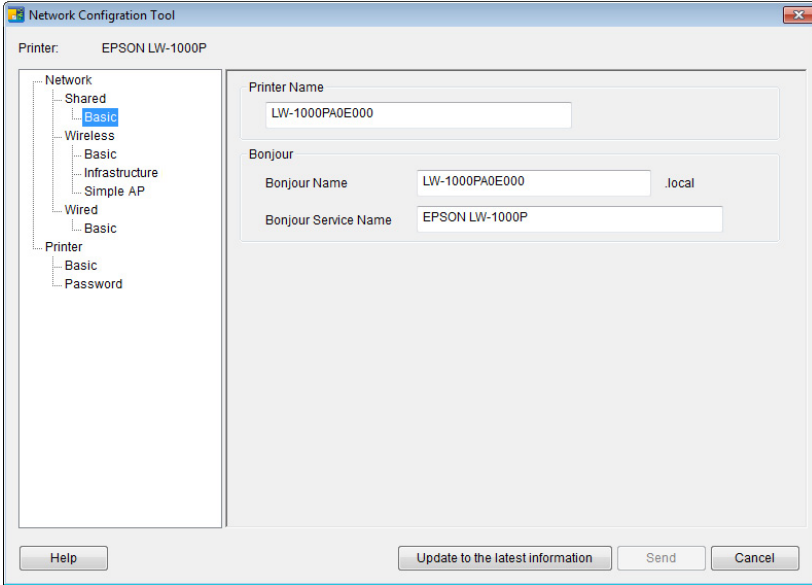 Network Configration Tool
Printer: EPSON LW-1000P
Network
Shared
Basic
Wireless
Basic
Infrastructure
Simple AP
Wired
Basic
Printer
Basic
Password
Printer Name
LW-1000PA0E000
Bonjour
Bonjour Name LW-1000PA0E000 .local
Bonjour Service Name EPSON LW-1000P
Help Update to the latest information Send Cancel